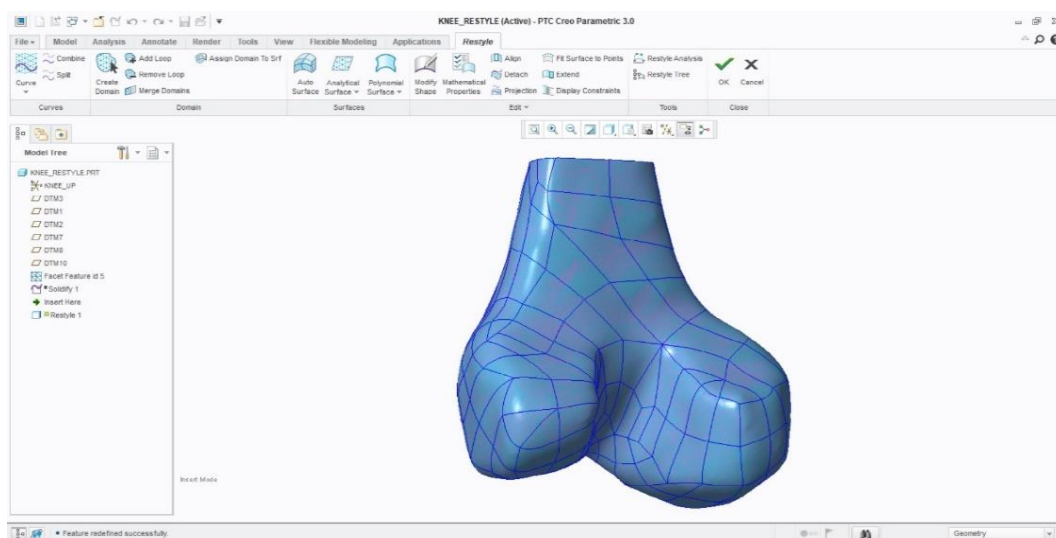 KNEE_RESTYLE (Active) - PTC Creo Parametric 3.0
File Model Analysis Annotate Render Tools View Flexible Modeling Applications Restyle
Combine Add Loop Assign Domain To Srf Align Fit Surface to Points Restyle Analysis
Split Remove Loop Detach Extend Restyle Tree
Curve Create Domain Merge Domains Auto Surface Analytical Surface Polynomial Surface Modify Shape Mathematical Properties Projection Display Constraints OK Cancel
Curves Domain Surfaces Edit Tools Close
Model Tree
KNEE_RESTYLE.PRT
KNEE_UP
DTM3
DTM1
DTM2
DTM7
DTM8
DTM10
Facet Feature id 5
Solidify 1
Insert Here
Restyle 1
Insert Mode
Feature redefined successfully.
Geometry